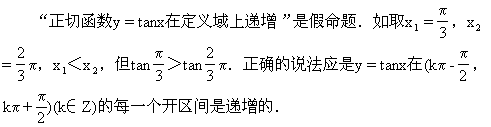 “正切函数y＝tanx在定义域上递增”是假命题．如取x₁＝π/3，x₂
＝2/3π，x₁＜x₂，但tanπ/3＞tan2/3π．正确的说法应是y＝tanx在(kπ-π/2，
kπ+π/2)(k∈Z)的每一个开区间是递增的．